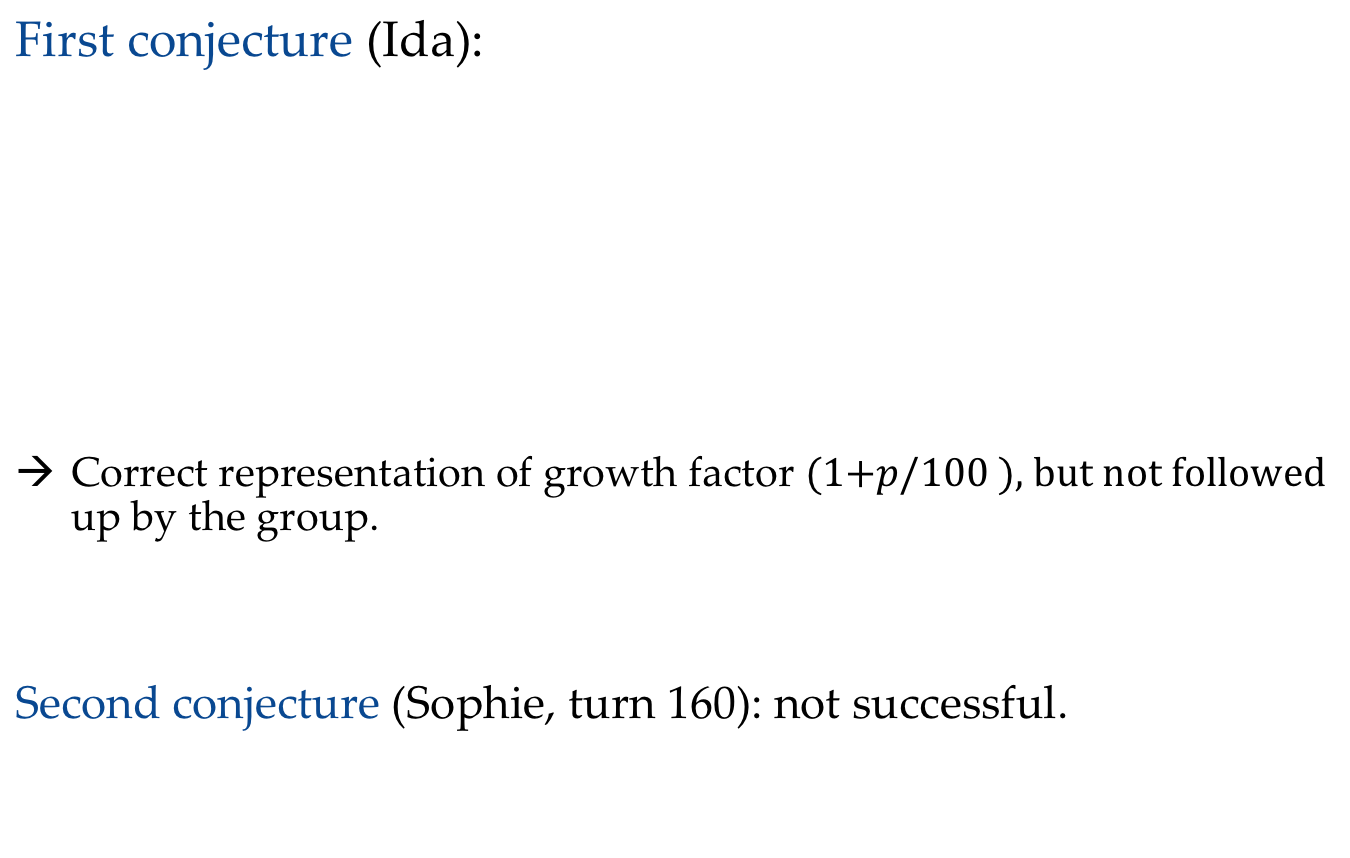 First conjecture (Ida):
→ Correct representation of growth factor (1+p/100 ), but not followed
up by the group.
Second conjecture (Sophie, turn 160): not successful.